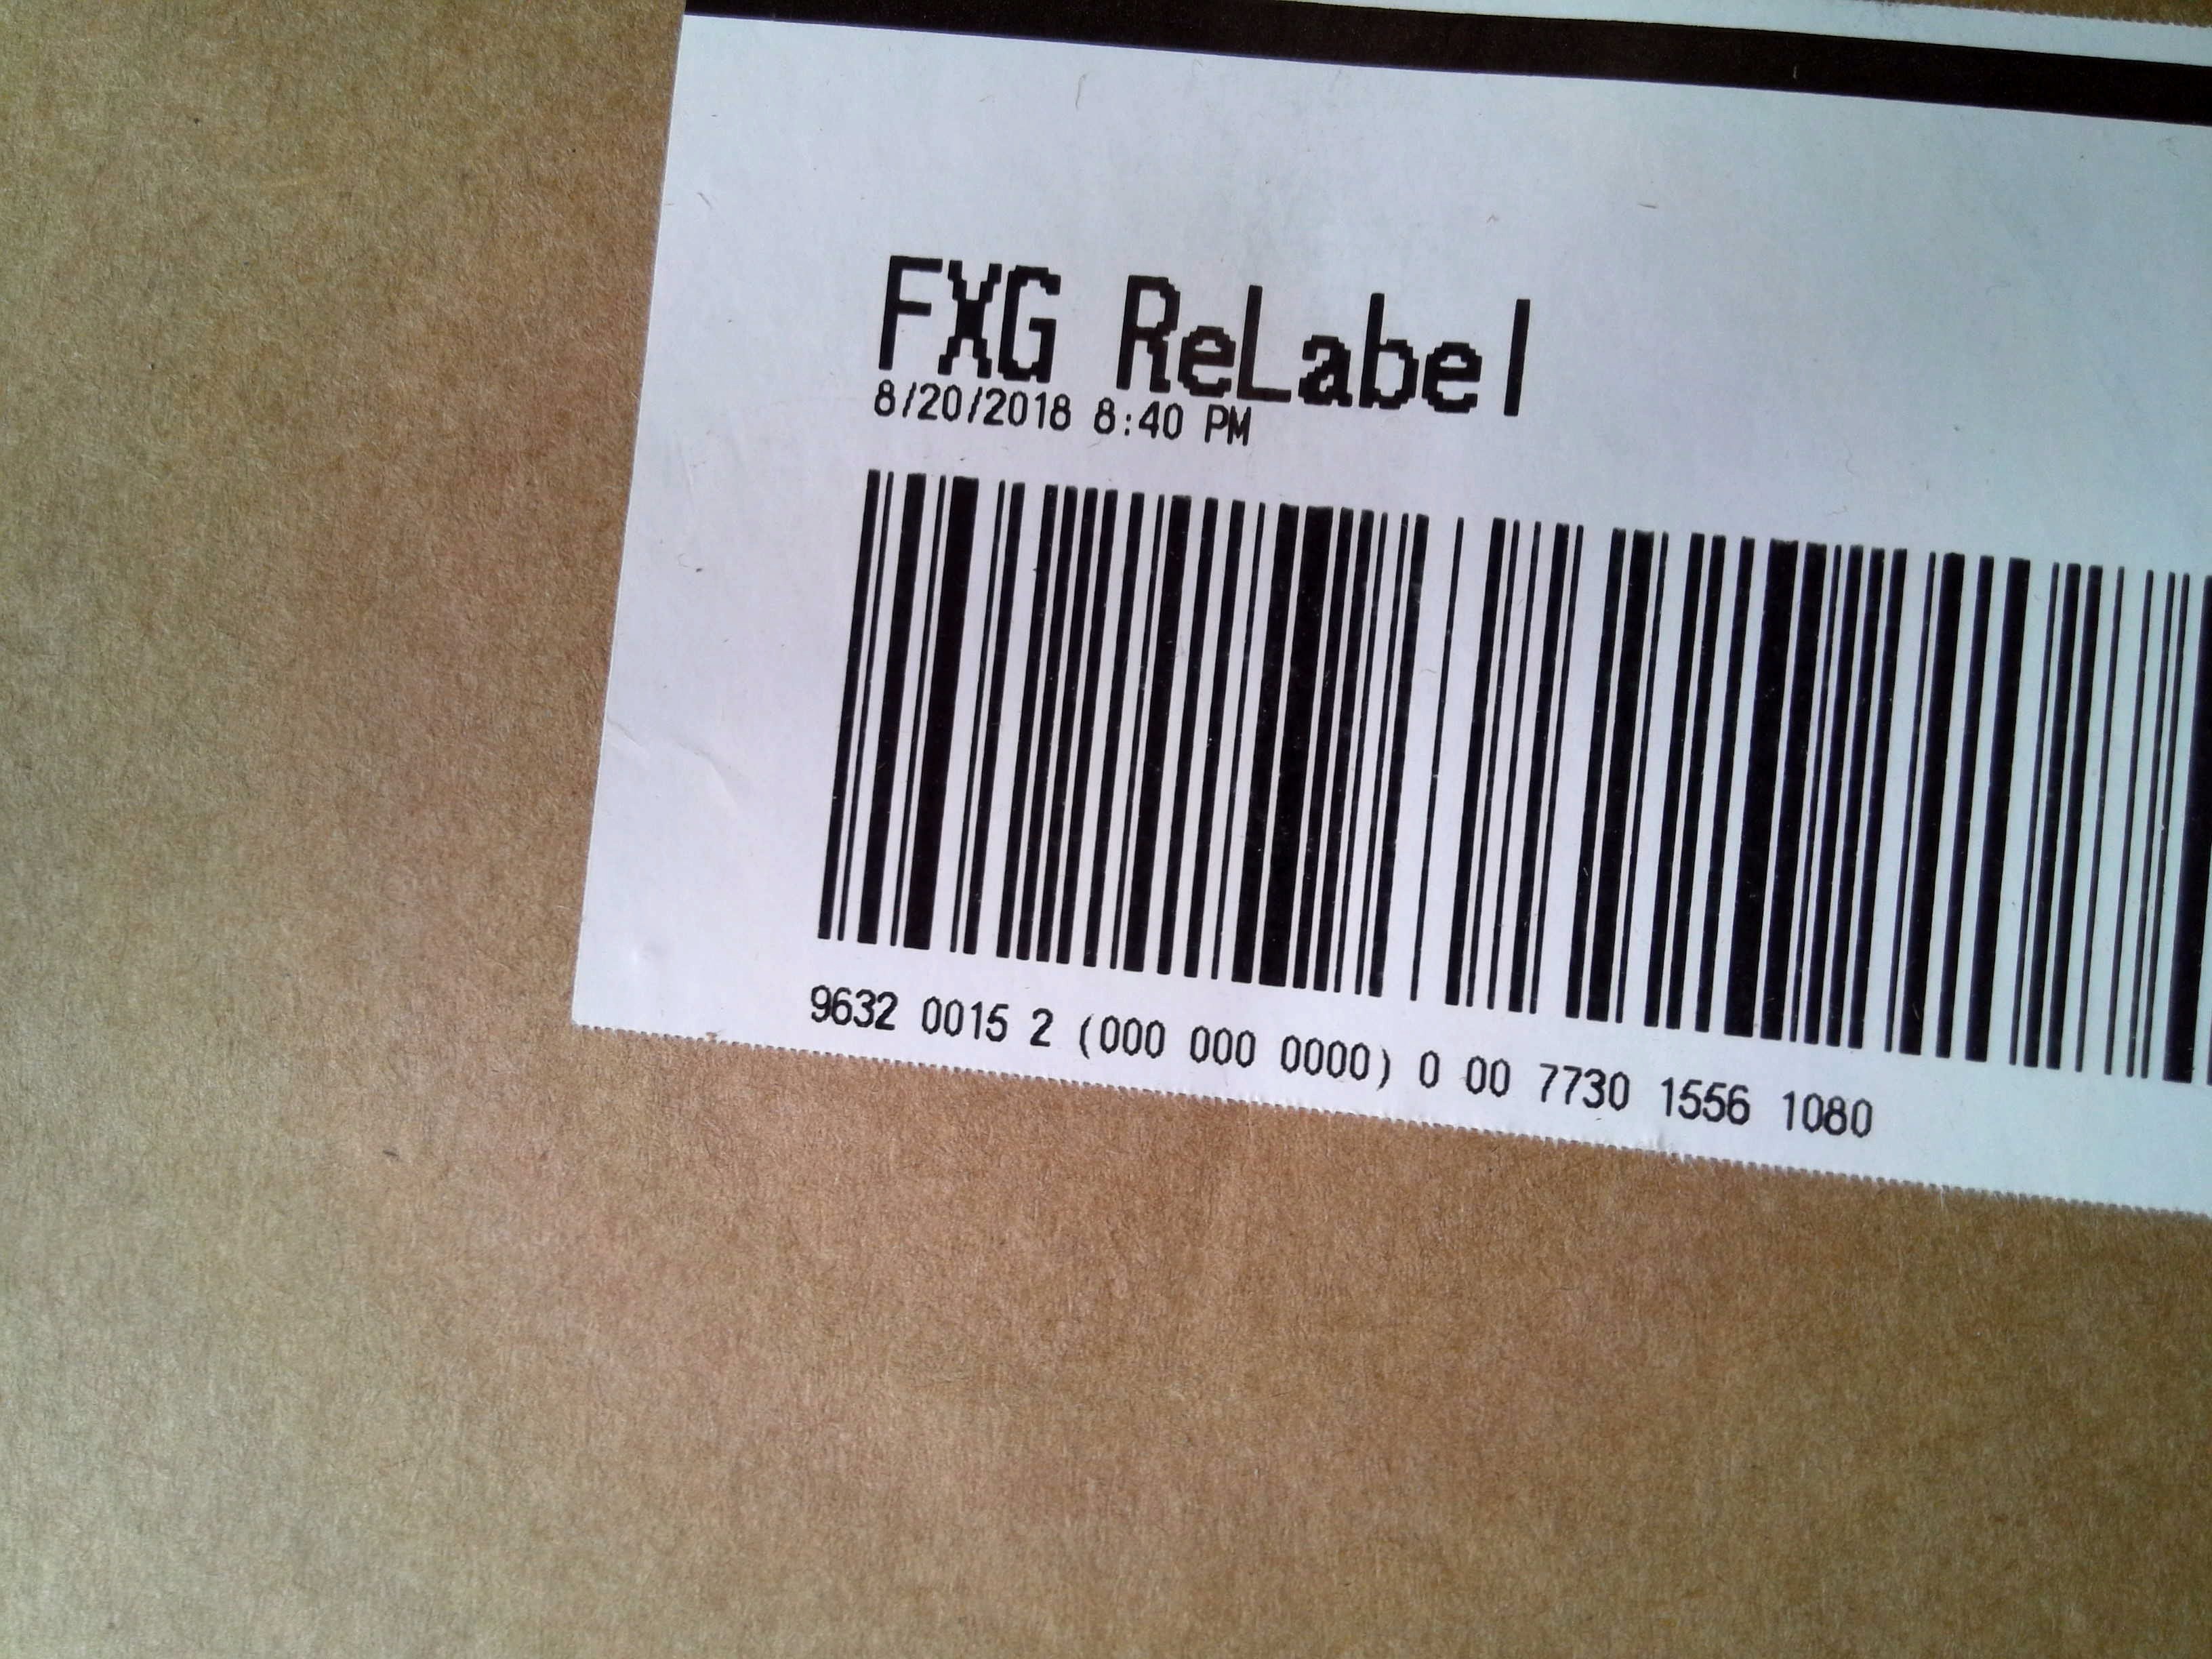 FXG ReLabel
8/20/2018 8:40 PM
9632 0015 2 (000 000 0000) 0 00 7730 1556 1080